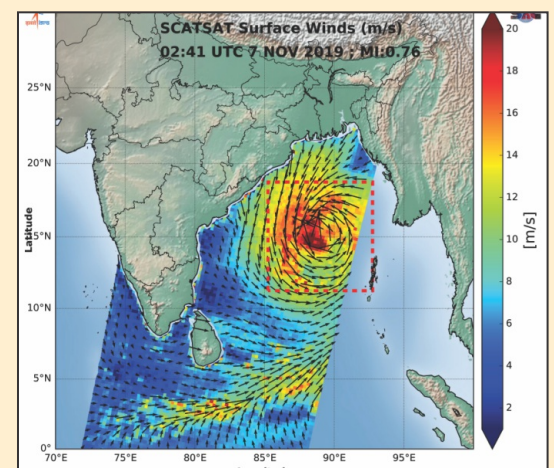 SCATSAT Surface Winds (m/s)
02:41 UTC 7 NOV 2019 ; MI:0.76
25°N
20°N
15°N
10°N
5°N
0°
Latitude
70°E 75°E 80°E 85°E 90°E 95°E
20
18
16
14
12
10
8
6
4
2
[m/s]